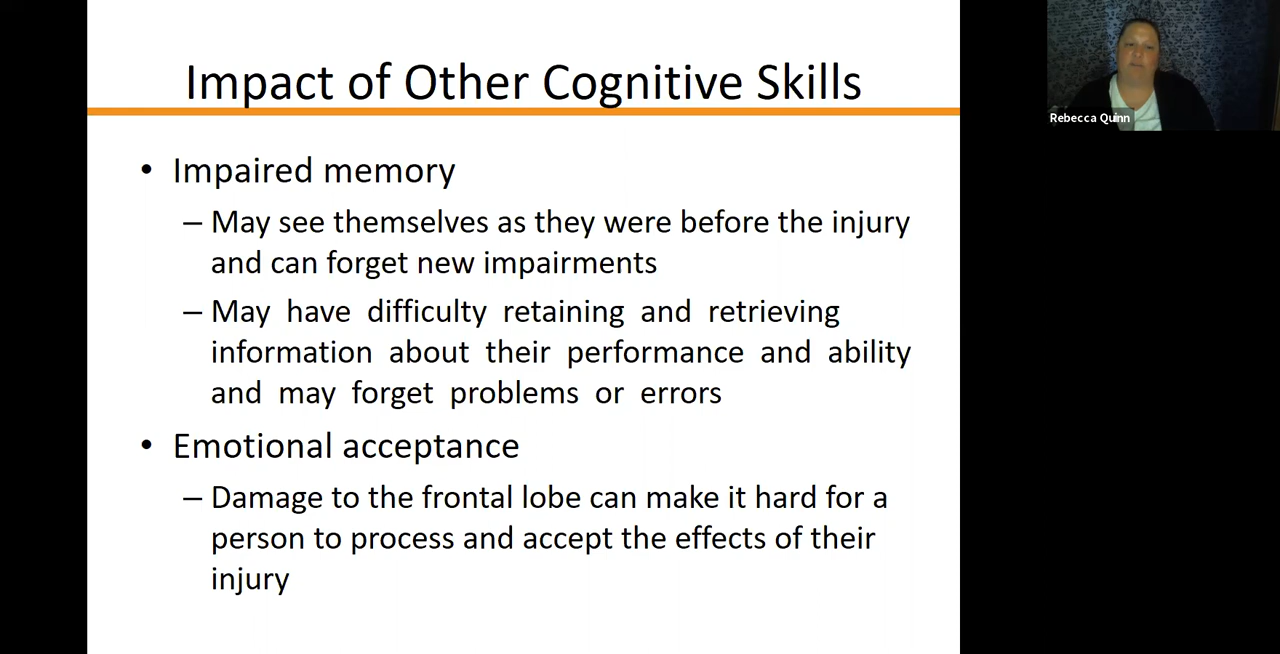 Impact of Other Cognitive Skills
• Impaired memory
– May see themselves as they were before the injury
and can forget new impairments
– May have difficulty retaining and retrieving
information about their performance and ability
and may forget problems or errors
• Emotional acceptance
– Damage to the frontal lobe can make it hard for a
person to process and accept the effects of their
injury
Rebecca Quinn